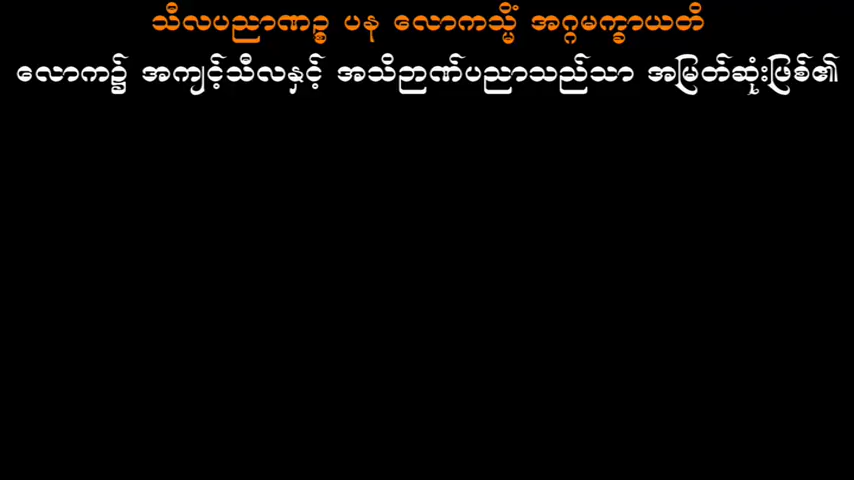 သီလပညာဏဉ္စ ပန လောကသ္မိံ အဂ္ဂမက္ခာယတိ
လောက၌ အကျင့်သီလနှင့် အသိဉာဏ်ပညာသည်သာ အမြတ်ဆုံးဖြစ်၏